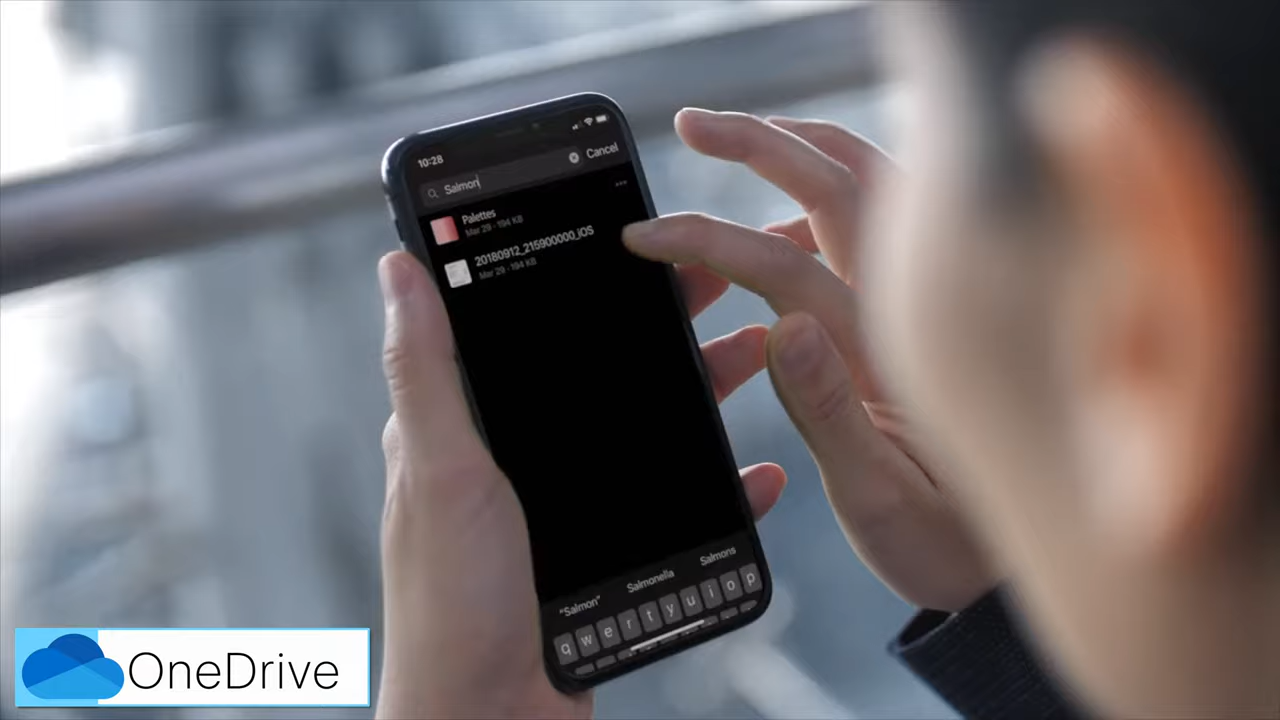 10:28
Salmon
Cancel
Palettes
Mar 29 · 194 KB
20180912_215900000_iOS
Mar 29 · 194 KB
"Salmon"
Salmonella
Salmons
q w e r t y u i o p
OneDrive